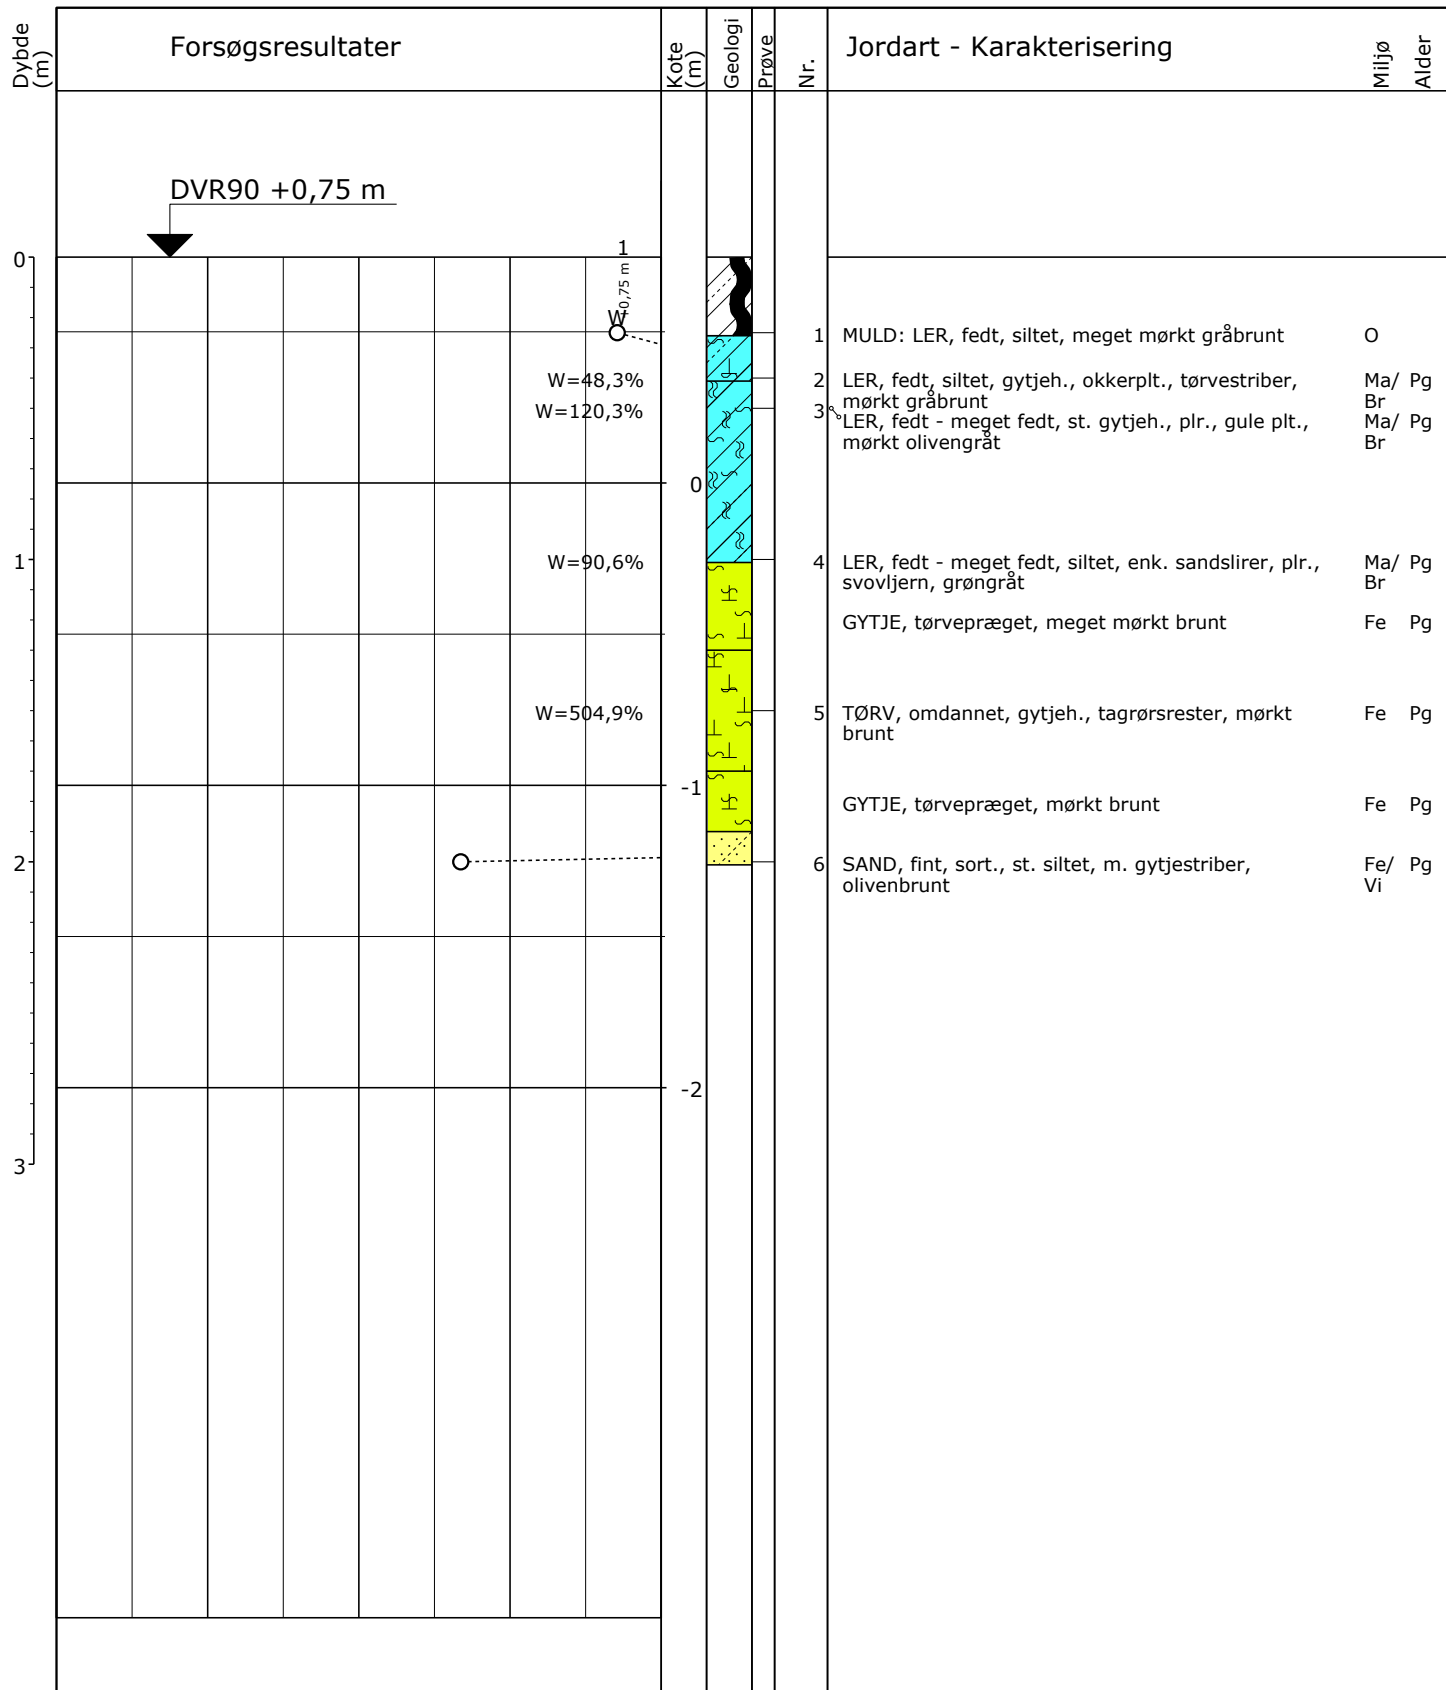 Dybde
(m)
Forsøgsresultater
Kote
(m)
Geologi
Prøve
Nr.
Jordart - Karakterisering
Miljø
Alder
DVR90 +0,75 m
0
1
+0,75 m
W
1 MULD: LER, fedt, siltet, meget mørkt gråbrunt O
W=48,3% 2 LER, fedt, siltet, gytjeh., okkerplt., tørvestriber, Ma/ Pg
mørkt gråbrunt Br
W=120,3% 3 LER, fedt - meget fedt, st. gytjeh., plr., gule plt., Ma/ Pg
mørkt olivengråt Br
0
1 W=90,6% 4 LER, fedt - meget fedt, siltet, enk. sandslirer, plr., Ma/ Pg
svovljern, grøngråt Br
GYTJE, tørvepræget, meget mørkt brunt Fe Pg
W=504,9% 5 TØRV, omdannet, gytjeh., tagrørsrester, mørkt Fe Pg
brunt
-1
GYTJE, tørvepræget, mørkt brunt Fe Pg
2 6 SAND, fint, sort., st. siltet, m. gytjestriber, Fe/ Pg
olivenbrunt Vi
-2
3